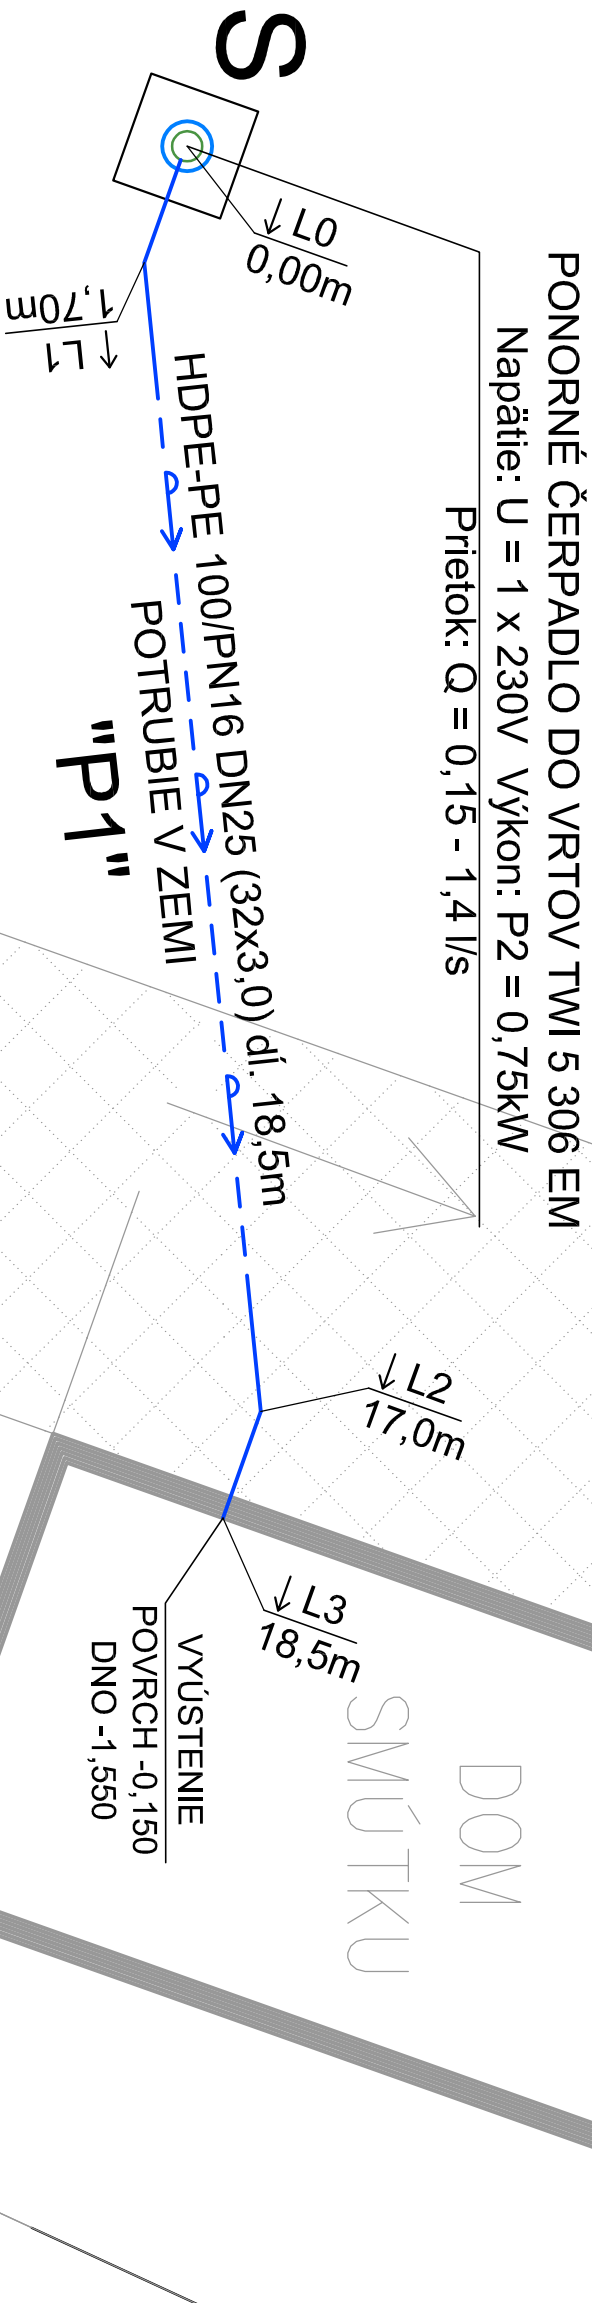 S
PONORNÉ ČERPADLO DO VRTOV TWI 5 306 EM
Napätie: U = 1 x 230V Výkon: P2 = 0,75kW
Prietok: Q = 0,15 - 1,4 l/s
↓ L0
0,00m
↓ L1
1,70m
HDPE-PE 100/PN16 DN25 (32x3,0) dĺ. 18,5m
POTRUBIE V ZEMI
"P1"
↓ L2
17,0m
↓ L3
18,5m
VYÚSTENIE
POVRCH -0,150
DNO -1,550
DOM
SMÚTKU